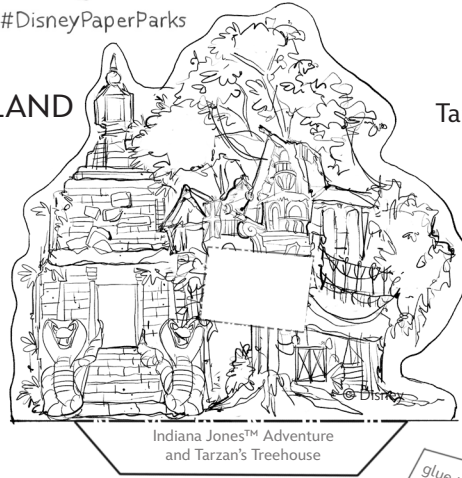 #DisneyPaperParks
LAND
Ta
© Disney
Indiana Jones™ Adventure
and Tarzan's Treehouse
glue